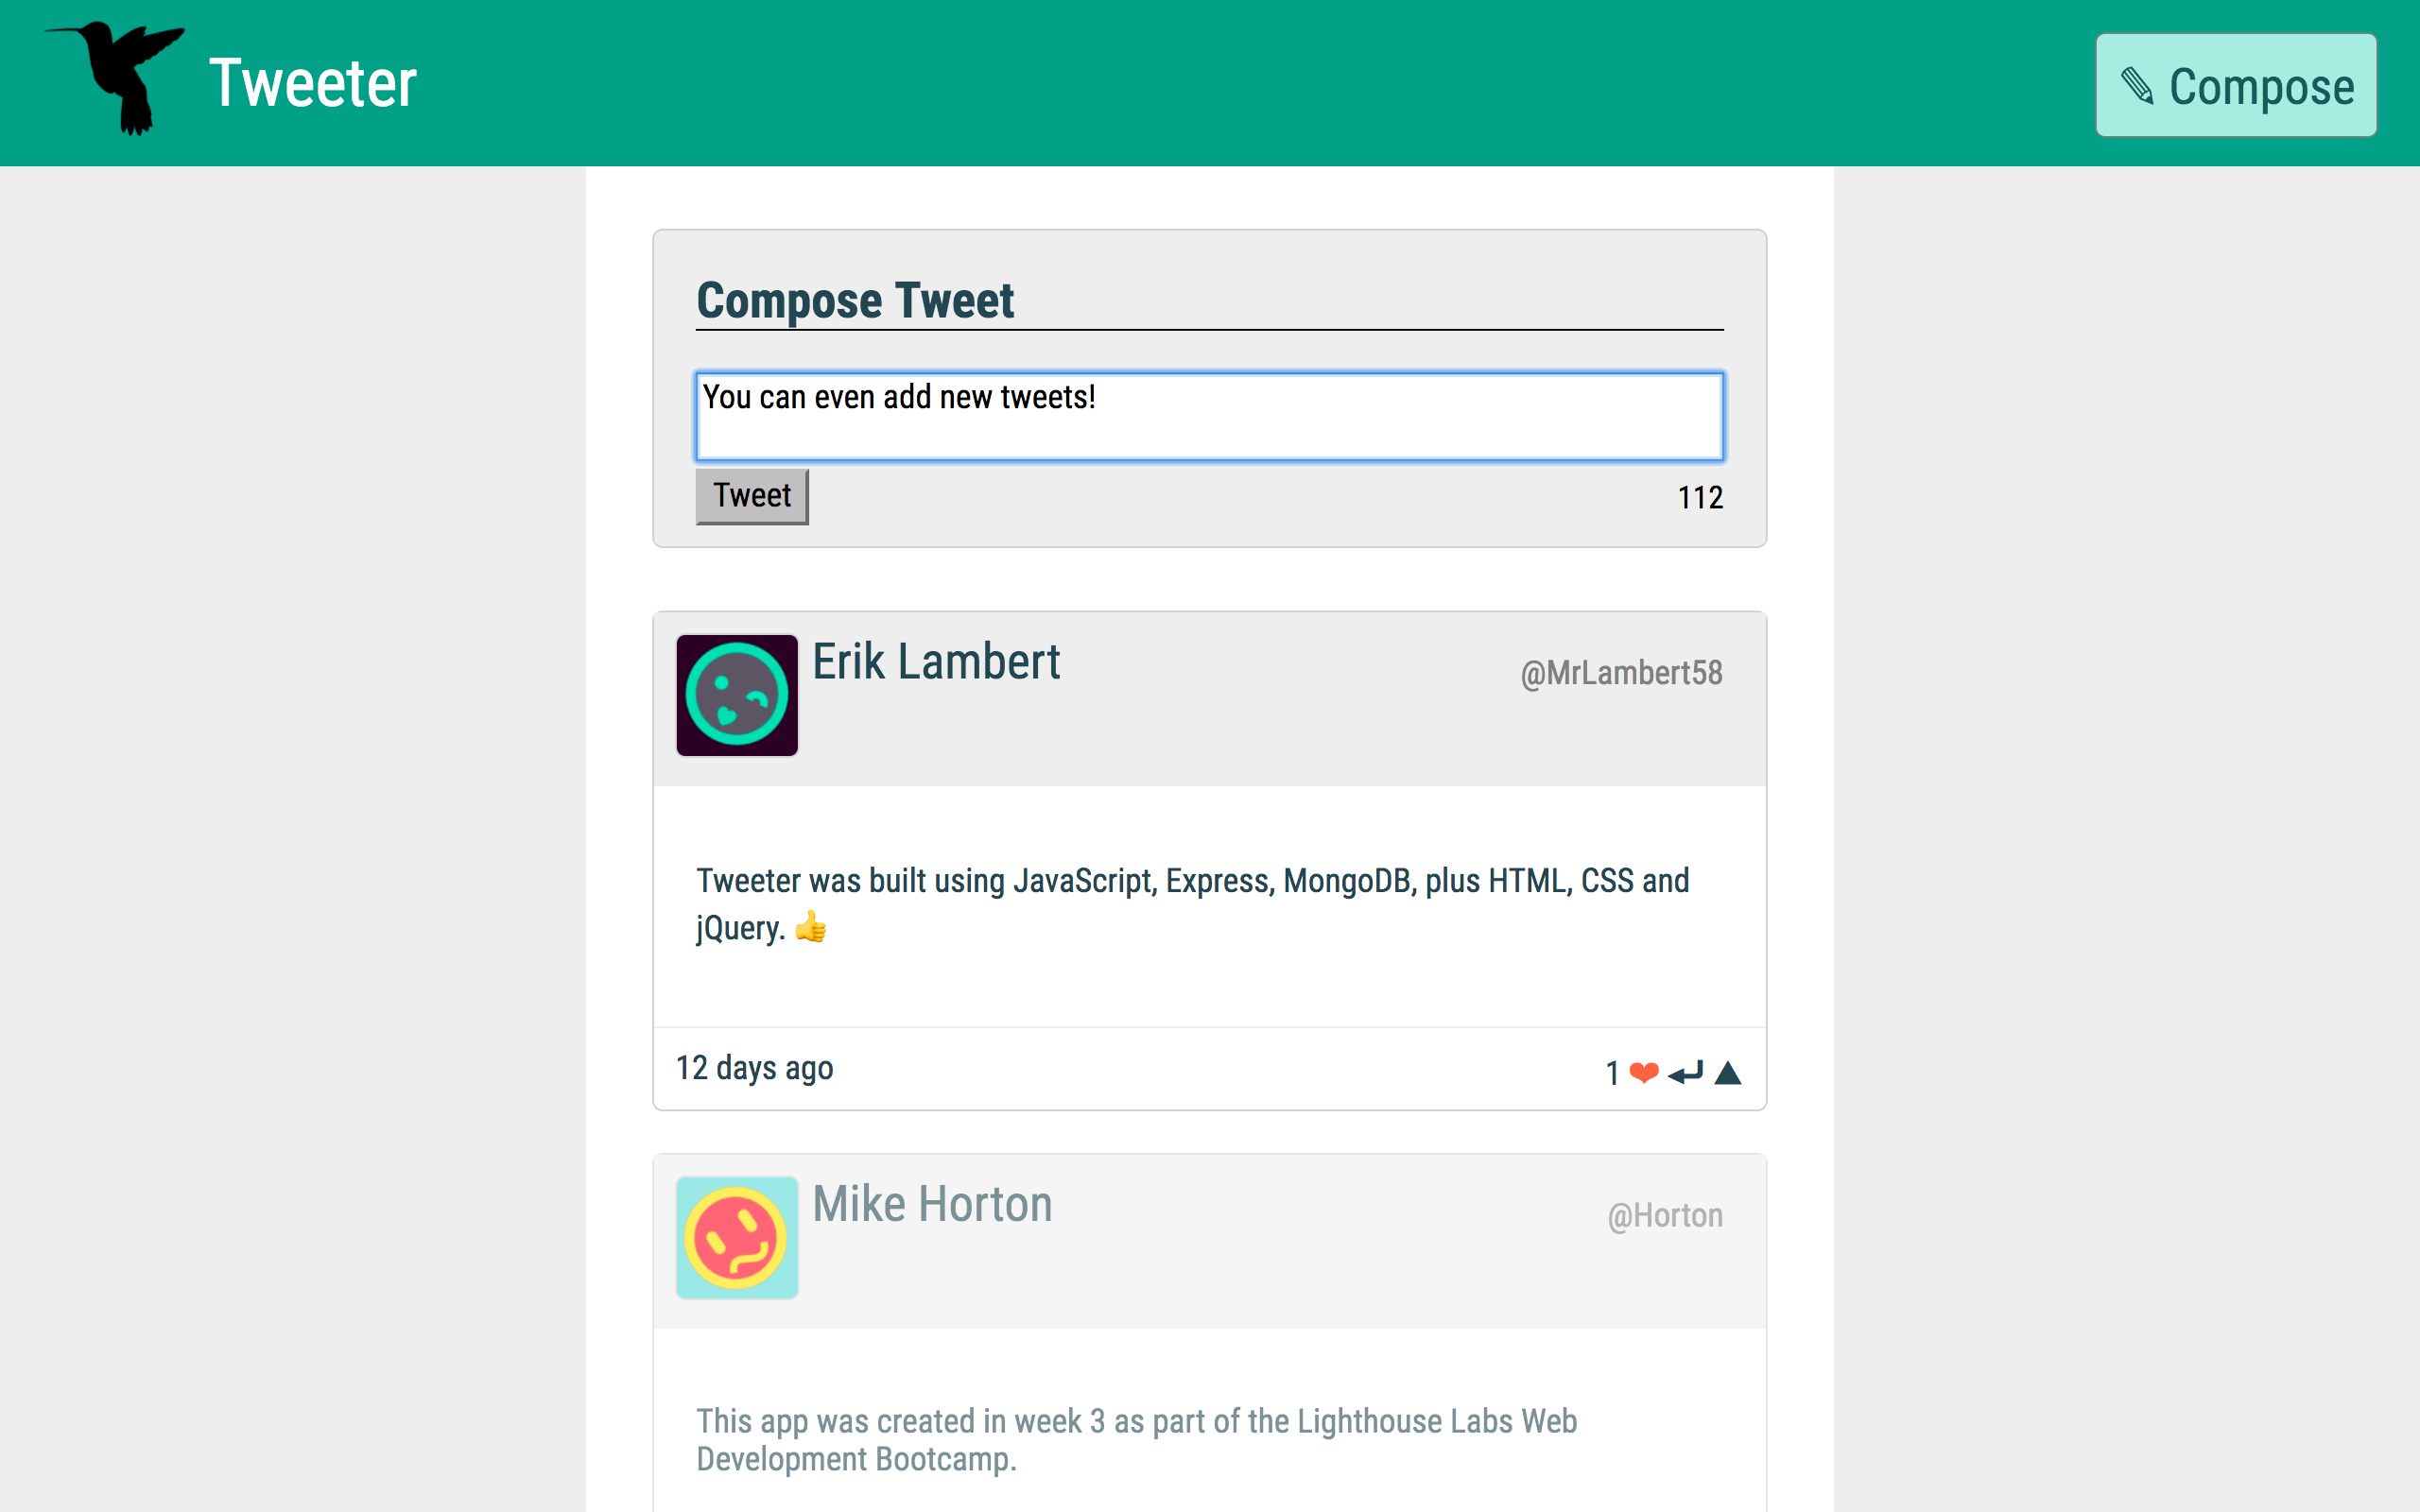 Tweeter
✎ Compose
Compose Tweet
You can even add new tweets!
Tweet
112
Erik Lambert
@MrLambert58
Tweeter was built using JavaScript, Express, MongoDB, plus HTML, CSS and
jQuery. 👍
12 days ago
1 ❤
Mike Horton
@Horton
This app was created in week 3 as part of the Lighthouse Labs Web
Development Bootcamp.